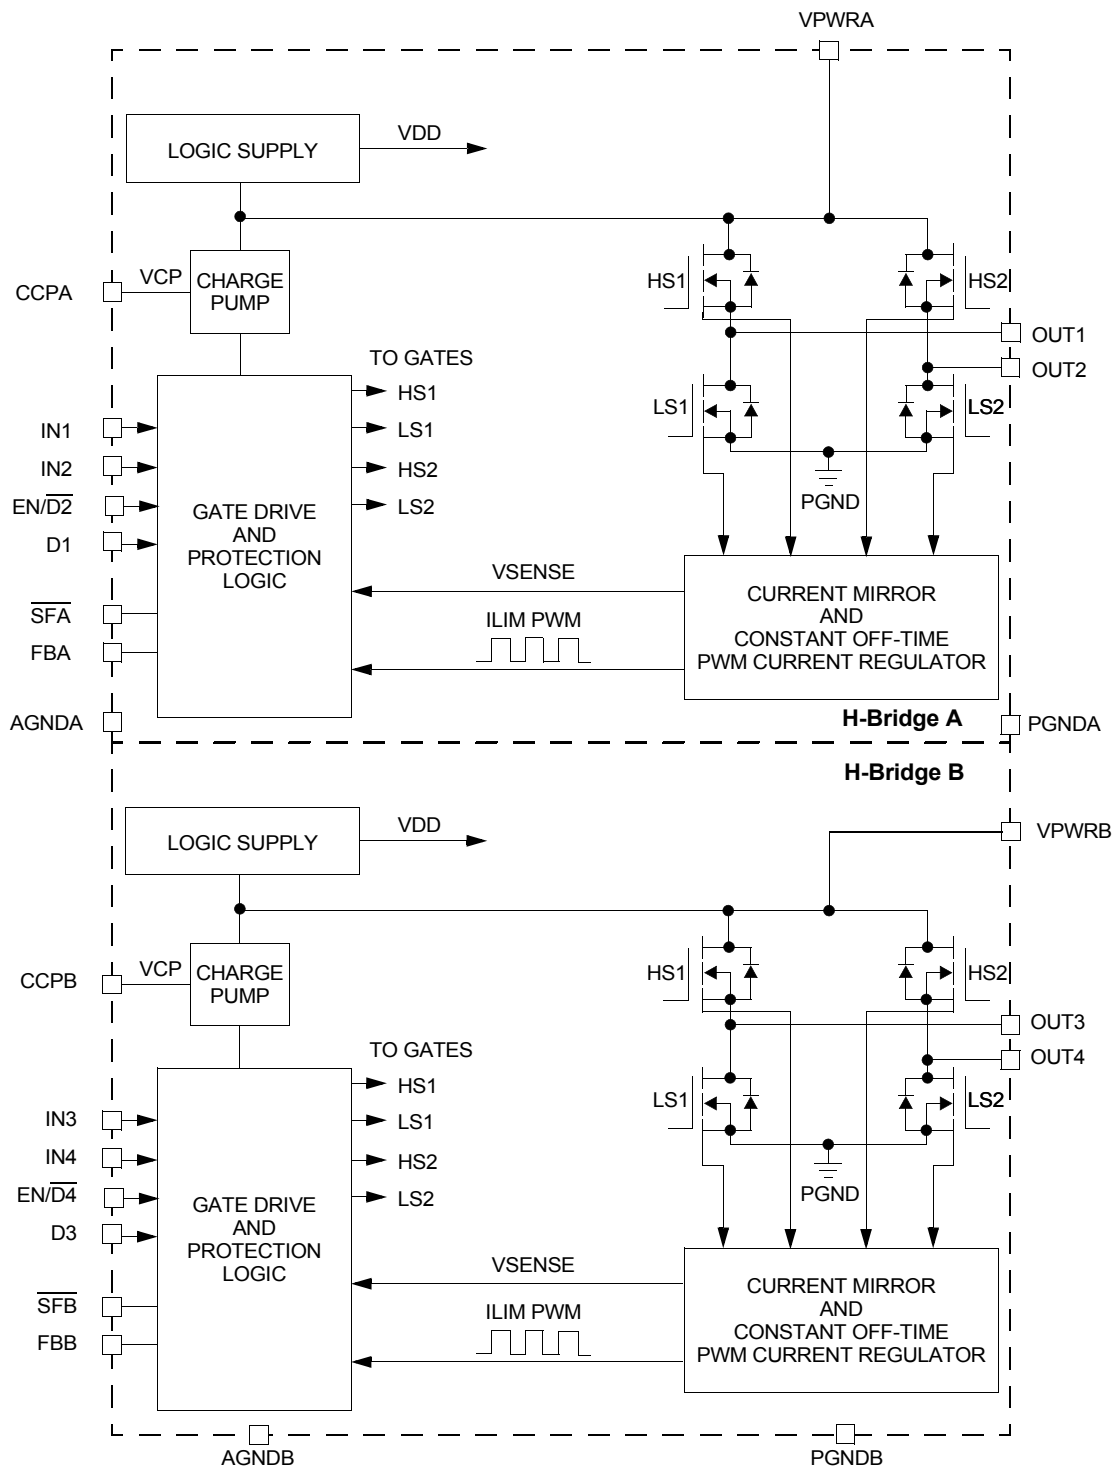 VPWRA
LOGIC SUPPLY
VDD
VCP
CHARGE
PUMP
CCPA
HS1
HS2
OUT1
OUT2
TO GATES
HS1
LS1
HS2
LS2
LS1
LS2
PGND
IN1
IN2
EN/D̅2̅
D1
S̅F̅A̅
FBA
GATE DRIVE
AND
PROTECTION
LOGIC
VSENSE
ILIM PWM
CURRENT MIRROR
AND
CONSTANT OFF-TIME
PWM CURRENT REGULATOR
AGNDA
H-Bridge A
PGNDA
H-Bridge B
LOGIC SUPPLY
VDD
VPWRB
VCP
CHARGE
PUMP
CCPB
HS1
HS2
OUT3
OUT4
TO GATES
HS1
LS1
HS2
LS2
LS1
LS2
PGND
IN3
IN4
EN/D̅4̅
D3
S̅F̅B̅
FBB
GATE DRIVE
AND
PROTECTION
LOGIC
VSENSE
ILIM PWM
CURRENT MIRROR
AND
CONSTANT OFF-TIME
PWM CURRENT REGULATOR
AGNDB
PGNDB